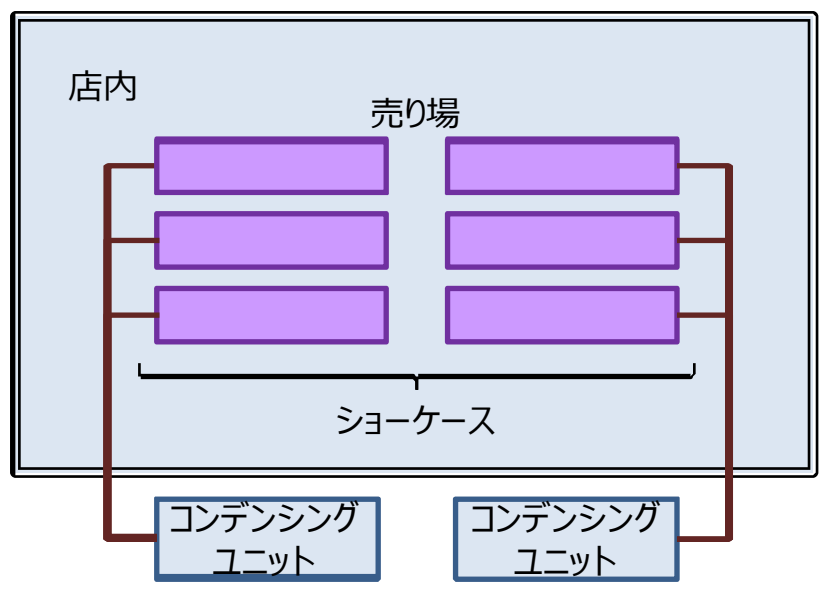 店内
売り場
ショーケース
コンデンシング
ユニット
コンデンシング
ユニット